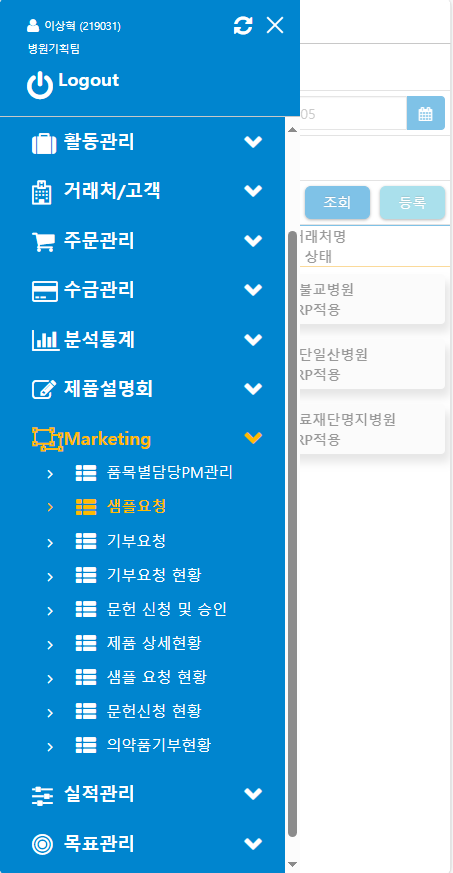 이상혁 (219031)
병원기획팀
Logout
05
활동관리
거래처/고객
조회
등록
거래처명
상태
주문관리
수금관리
불교병원
RP적용
분석통계
단일산병원
RP적용
제품설명회
료재단명지병원
RP적용
Marketing
품목별담당PM관리
샘플요청
기부요청
기부요청 현황
문헌 신청 및 승인
제품 상세현황
샘플 요청 현황
문헌신청 현황
의약품기부현황
실적관리
목표관리